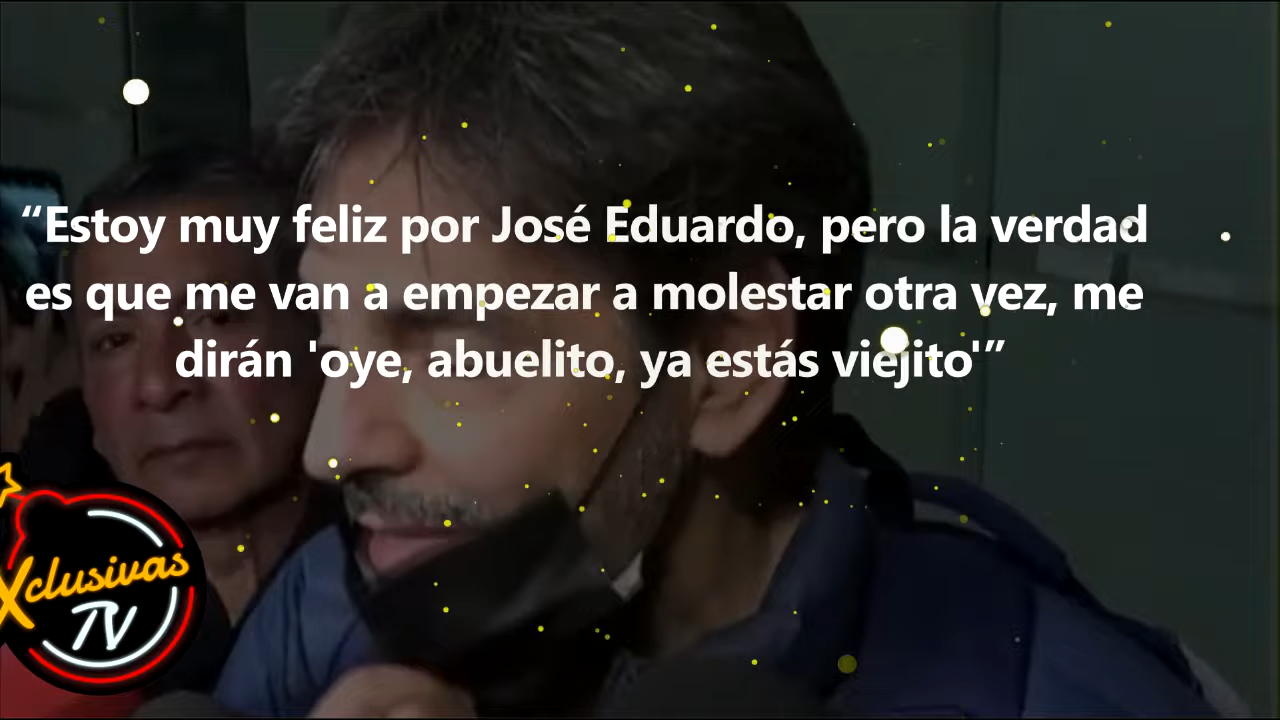 “Estoy muy feliz por José Eduardo, pero la verdad
es que me van a empezar a molestar otra vez, me
dirán 'oye, abuelito, ya estás viejito'”
Xclusivas
TV